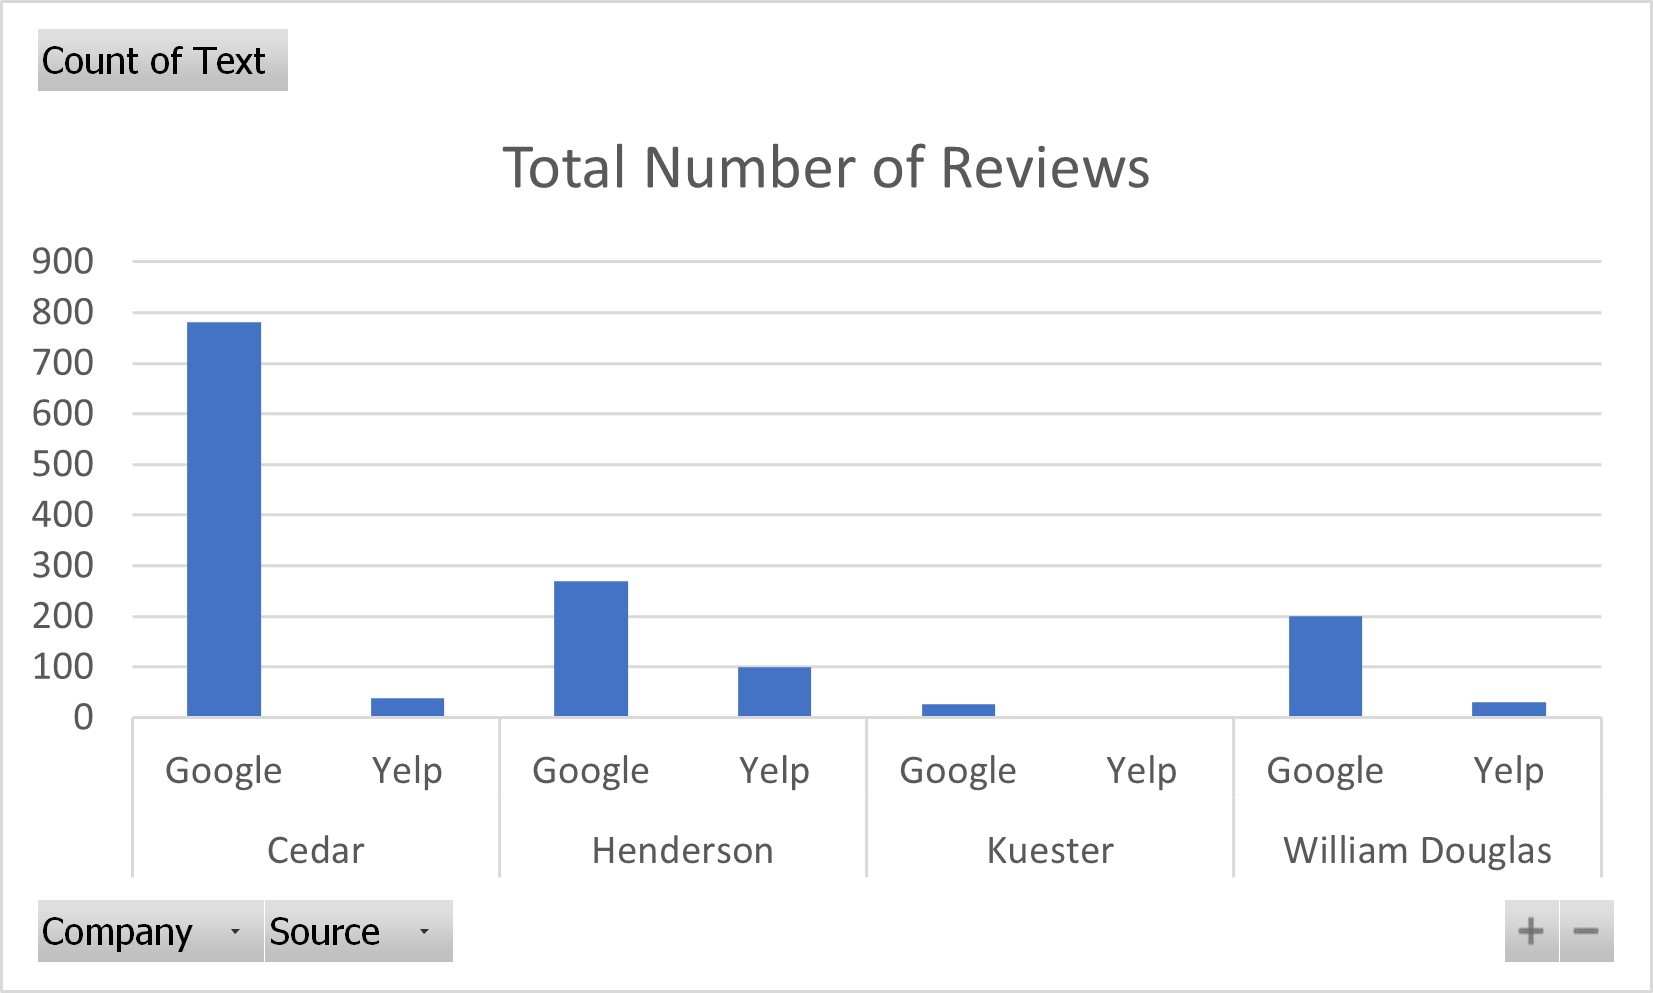 Count of Text
Total Number of Reviews
900
800
700
600
500
400
300
200
100
0
Google Yelp Google Yelp Google Yelp Google Yelp
Cedar Henderson Kuester William Douglas
Company Source
+ −